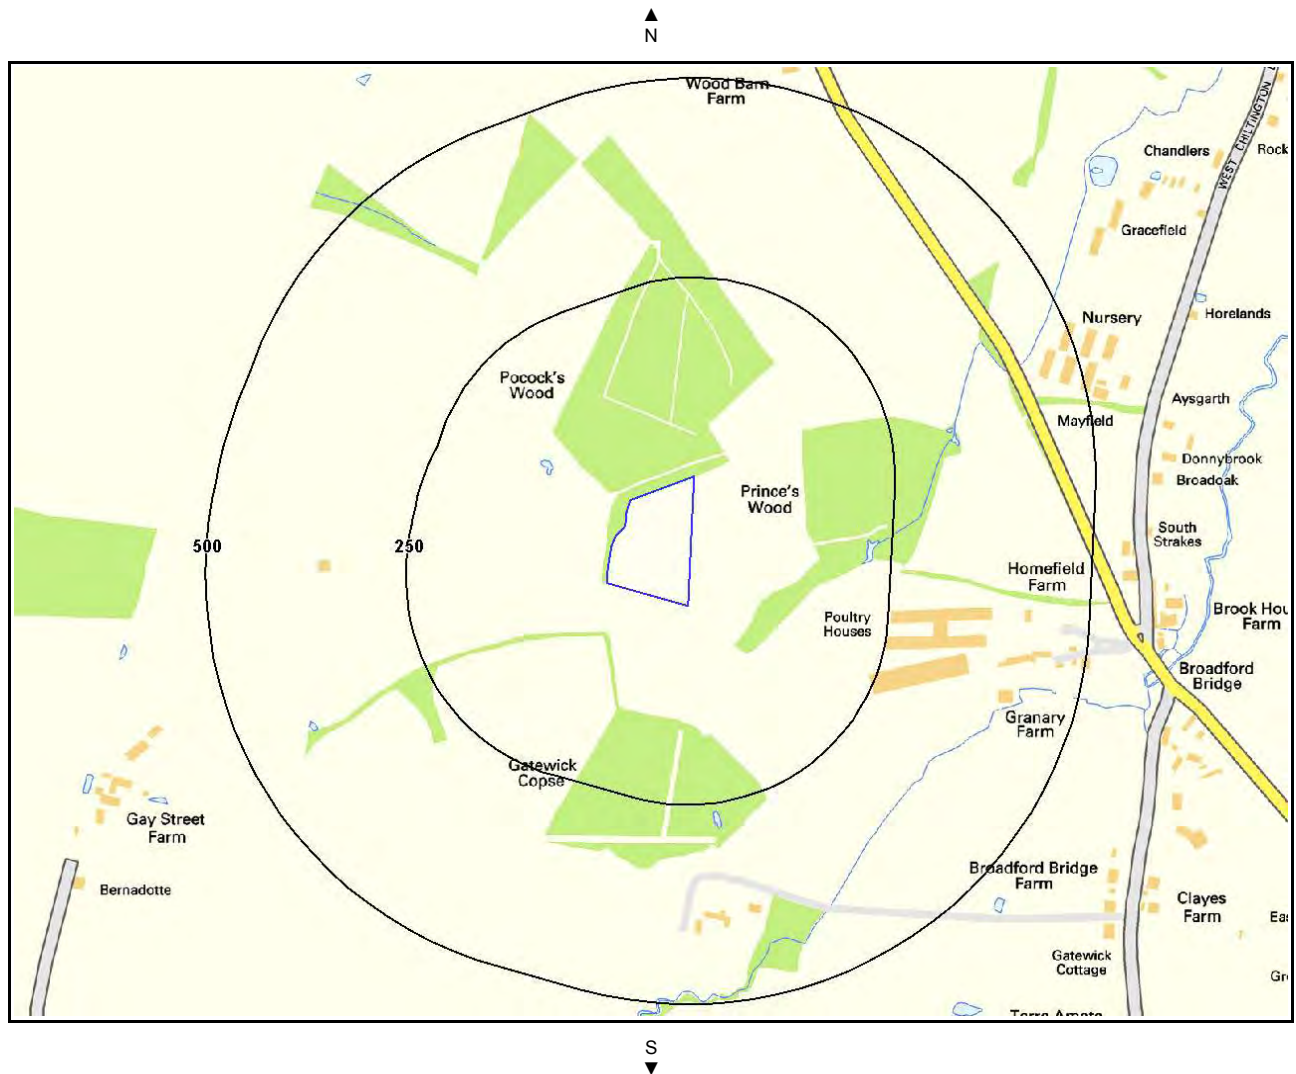 N
Wood Barn
Farm
WEST CHILTINGTON
Chandlers
Rock
Gracefield
Nursery
Horelands
Pocock's
Wood
Aysgarth
Mayfield
Donnybrook
Broadoak
Prince's
Wood
South
Strakes
500
250
Homefield
Farm
Poultry
Houses
Brook Hou
Farm
Broadford
Bridge
Granary
Farm
Gatewick
Copse
Gay Street
Farm
Bernadotte
Broadford Bridge
Farm
Clayes
Farm
Eas
Gatewick
Cottage
Gr
S